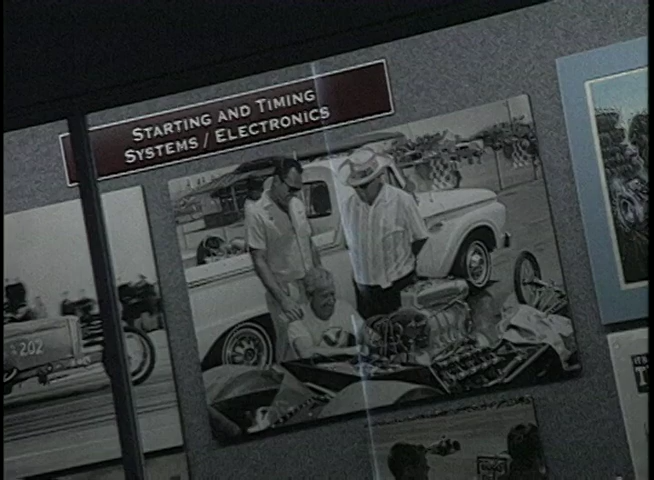 STARTING AND TIMING
SYSTEMS / ELECTRONICS
202